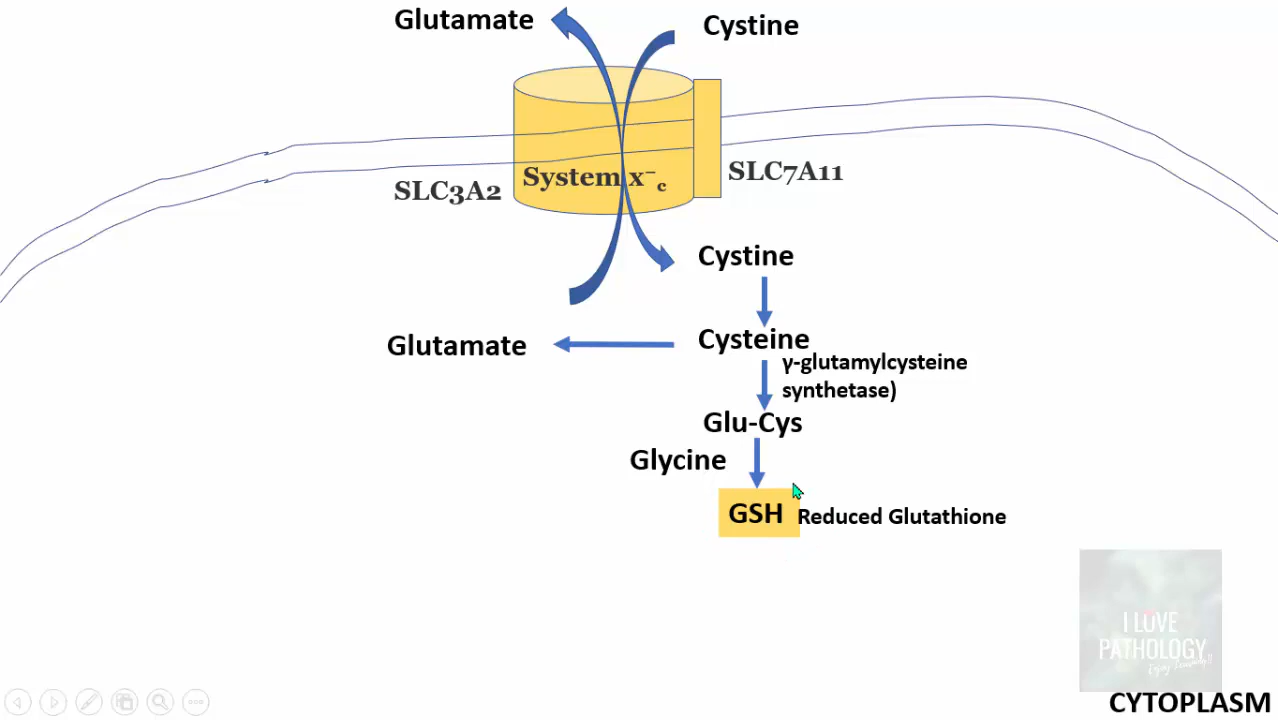 Glutamate
Cystine
System x⁻c
SLC3A2
SLC7A11
Cystine
Glutamate
Cysteine
γ-glutamylcysteine
synthetase)
Glu-Cys
Glycine
GSH
Reduced Glutathione
I LOVE
PATHOLOGY
CYTOPLASM